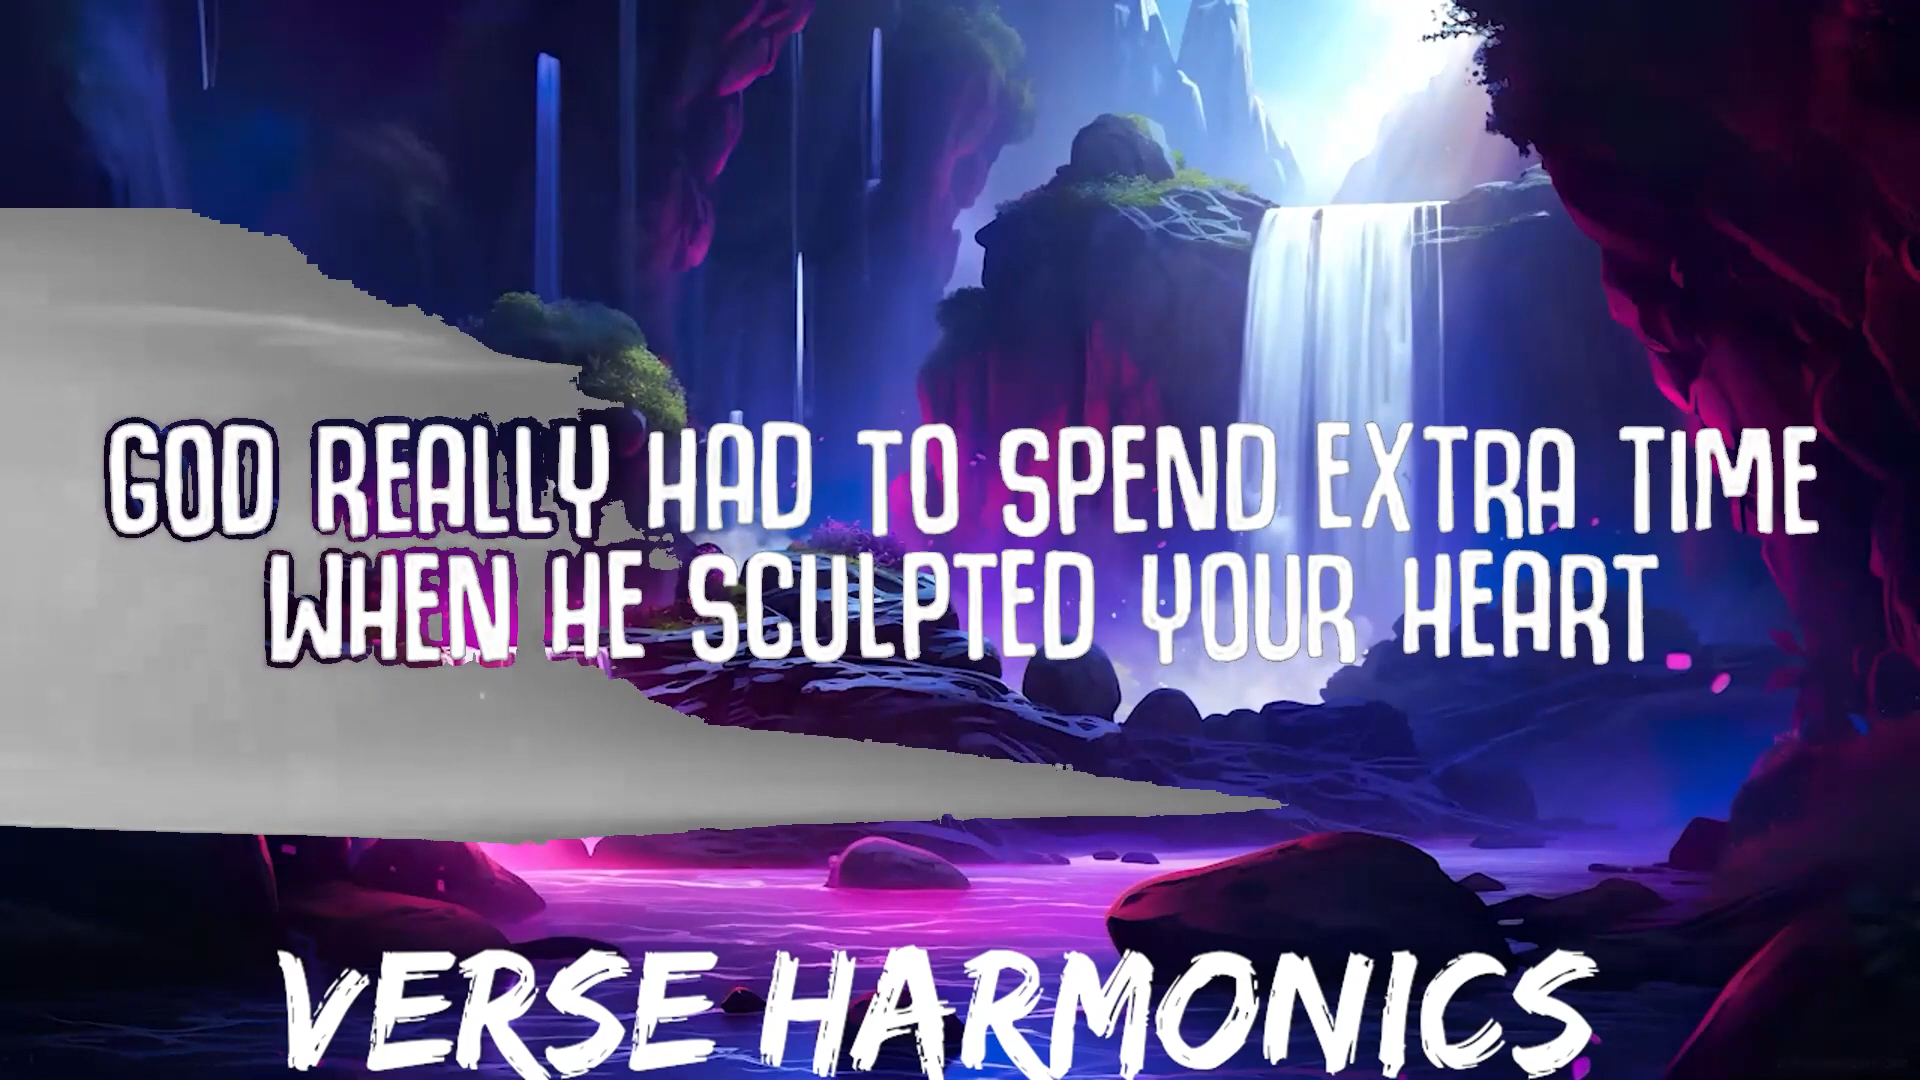 GOD REALLY HAD TO SPEND EXTRA TIME
WHEN HE SCULPTED YOUR HEART
VERSE HARMONICS